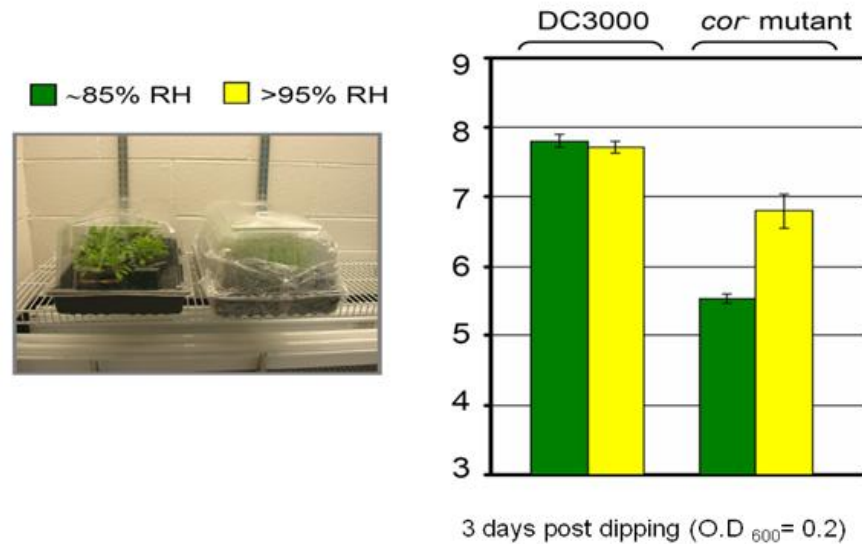 DC3000 cor- mutant
~85% RH >95% RH
9
8
7
6
5
4
3
3 days post dipping (O.D 600= 0.2)